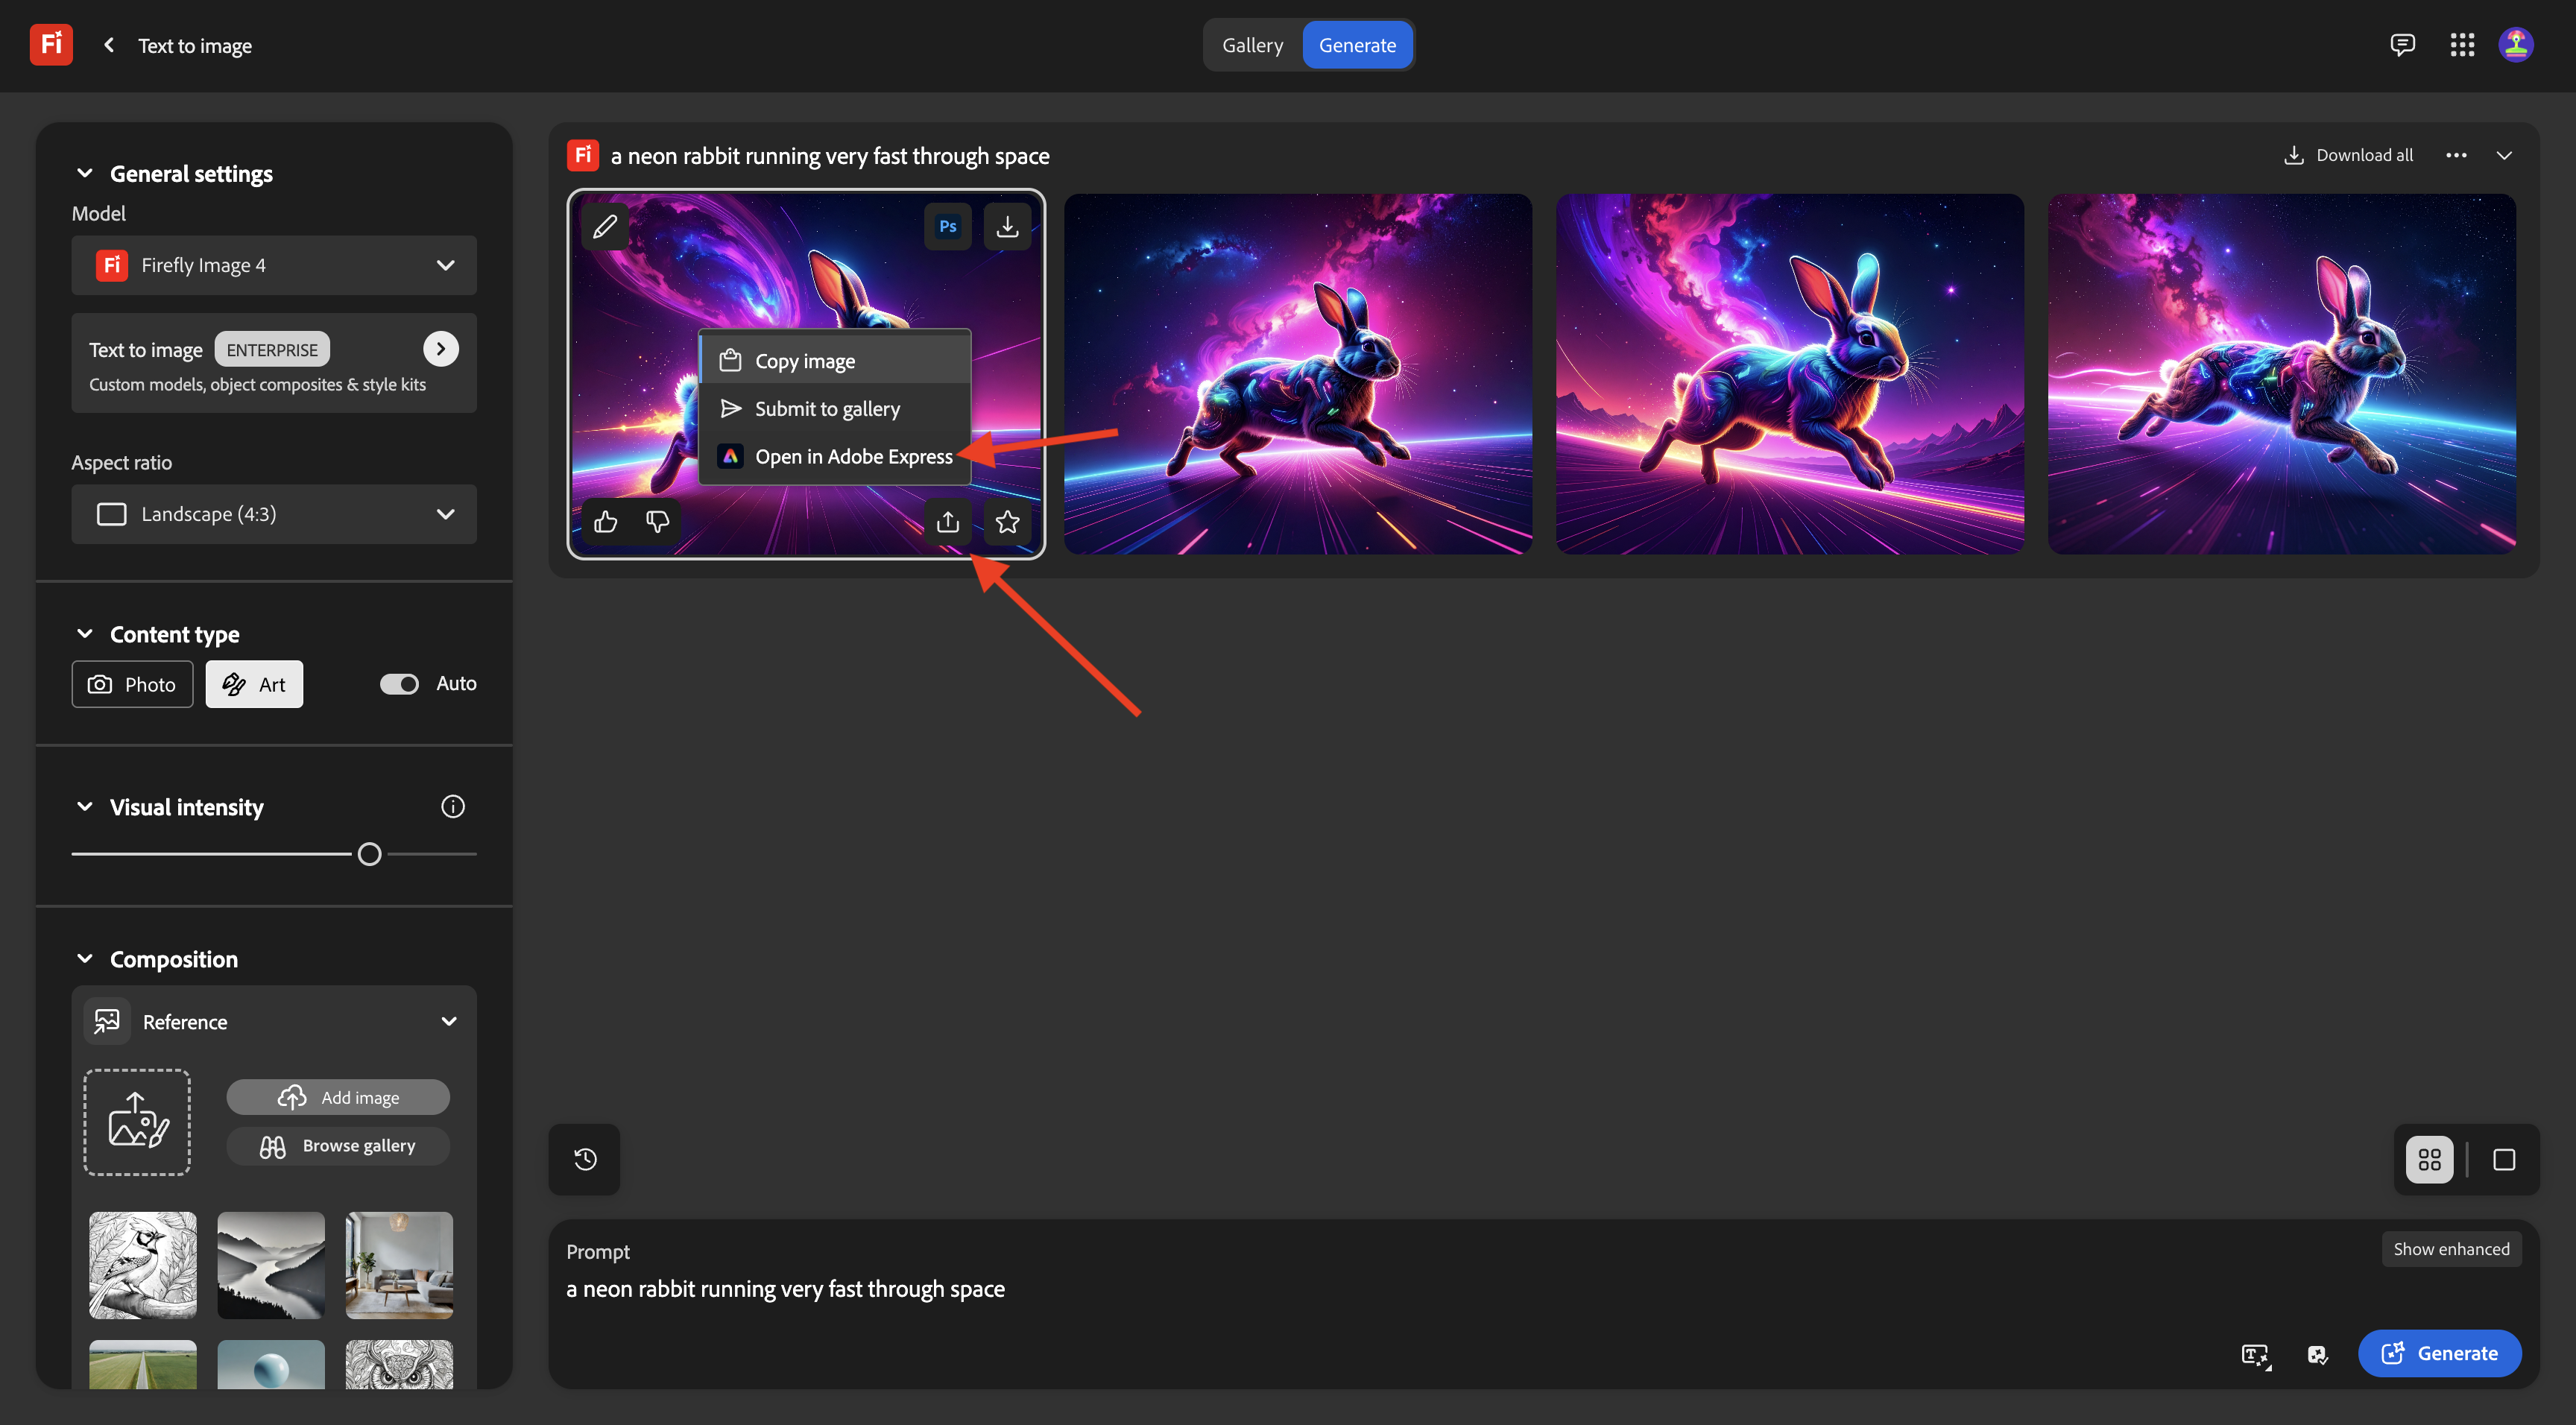 Fi
Text to image
Gallery
Generate
General settings
Model
Fi
Firefly Image 4
Text to image
ENTERPRISE
Custom models, object composites & style kits
Aspect ratio
Landscape (4:3)
Content type
Photo
Art
Auto
Visual intensity
Composition
Reference
Add image
Browse gallery
Fi
a neon rabbit running very fast through space
Download all
Ps
Copy image
Submit to gallery
Open in Adobe Express
Prompt
Show enhanced
a neon rabbit running very fast through space
Generate